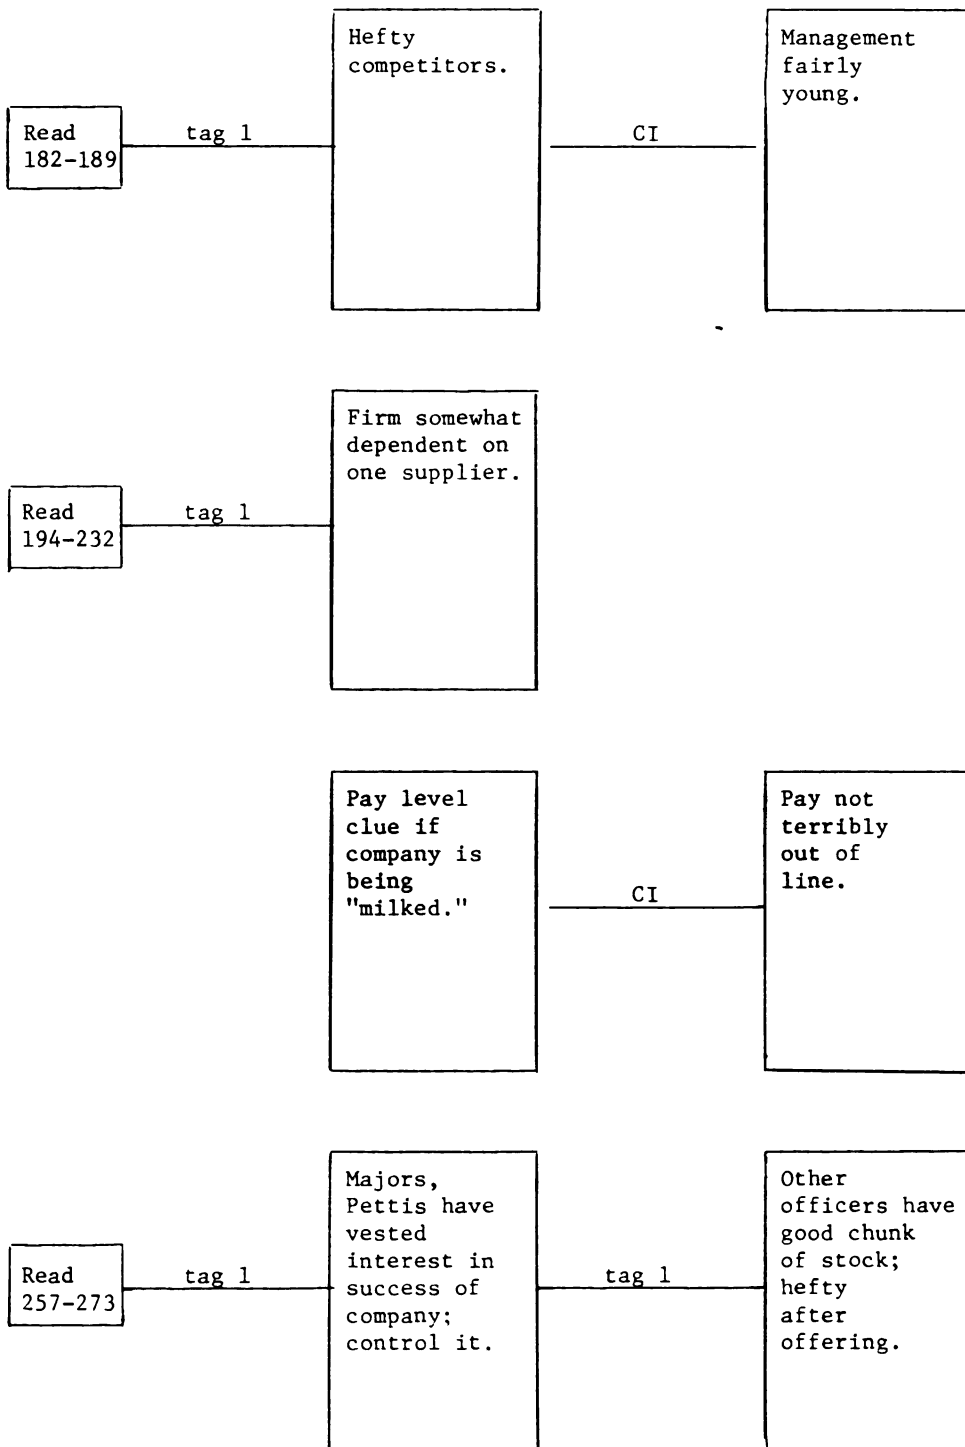 Read
182-189
tag 1
Hefty
competitors.
CI
Management
fairly
young.
Read
194-232
tag 1
Firm somewhat
dependent on
one supplier.
Pay level
clue if
company is
being
"milked."
CI
Pay not
terribly
out of
line.
Read
257-273
tag 1
Majors,
Pettis have
vested
interest in
success of
company;
control it.
tag 1
Other
officers have
good chunk
of stock;
hefty
after
offering.